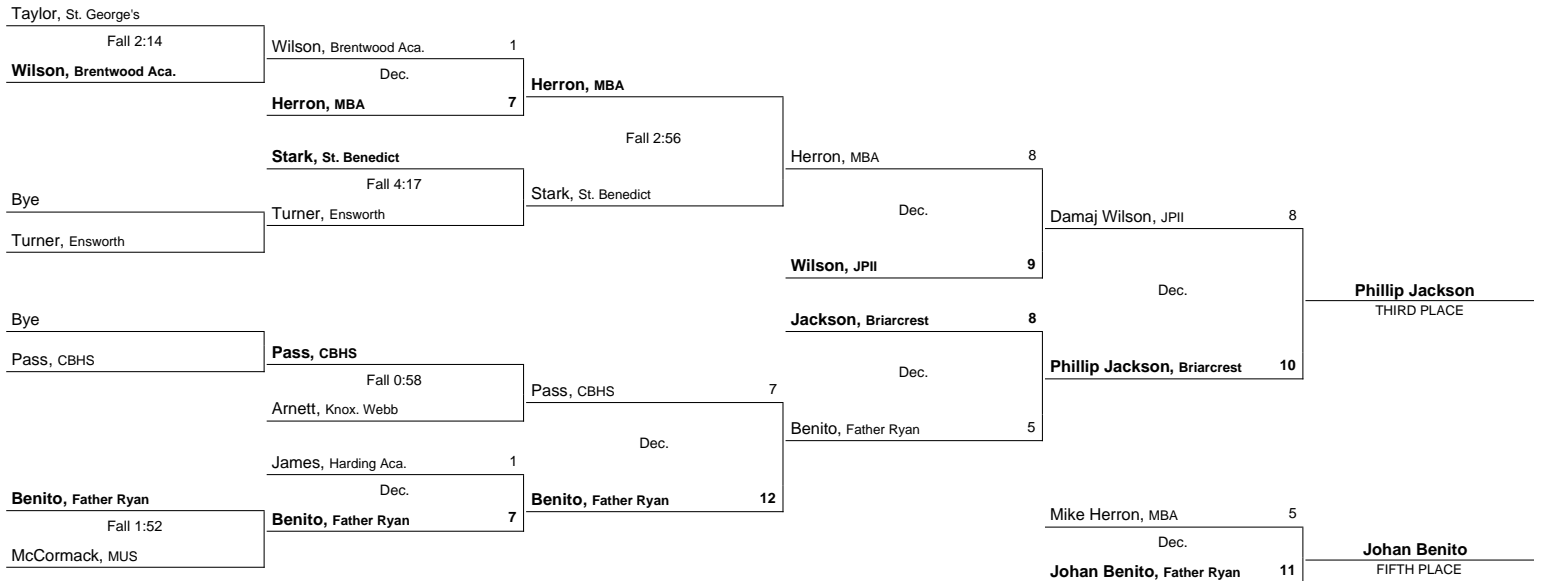 Taylor, St. George's
Fall 2:14
Wilson, Brentwood Aca.
Bye
Turner, Ensworth
Bye
Pass, CBHS
Benito, Father Ryan
Fall 1:52
McCormack, MUS
Wilson, Brentwood Aca. 1
Dec.
Herron, MBA 7
Stark, St. Benedict
Fall 4:17
Turner, Ensworth
Pass, CBHS
Fall 0:58
Arnett, Knox. Webb
James, Harding Aca. 1
Dec.
Benito, Father Ryan 7
Herron, MBA
Fall 2:56
Stark, St. Benedict
Pass, CBHS 7
Dec.
Benito, Father Ryan 12
Herron, MBA 8
Dec.
Wilson, JPII 9
Jackson, Briarcrest 8
Dec.
Benito, Father Ryan 5
Damaj Wilson, JPII 8
Dec.
Phillip Jackson, Briarcrest 10
Phillip Jackson
THIRD PLACE
Mike Herron, MBA 5
Dec.
Johan Benito, Father Ryan 11
Johan Benito
FIFTH PLACE